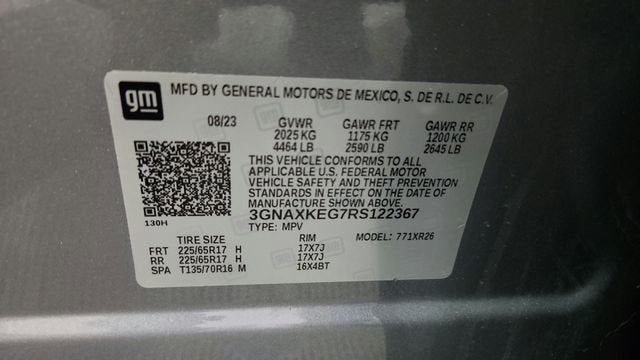 gm
MFD BY GENERAL MOTORS DE MEXICO, S. DE R.L. DE C.V.
08/23 GVWR GAWR FRT GAWR RR
2025 KG 1175 KG 1200 KG
4464 LB 2590 LB 2645 LB
THIS VEHICLE CONFORMS TO ALL
APPLICABLE U.S. FEDERAL MOTOR
VEHICLE SAFETY AND THEFT PREVENTION
STANDARDS IN EFFECT ON THE DATE OF
MANUFACTURE SHOWN ABOVE.
3GNAXKEG7RS122367
130H
TYPE: MPV MODEL: 771XR26
TIRE SIZE RIM
FRT 225/65R17 H 17X7J
RR 225/65R17 H 17X7J
SPA T135/70R16 M 16X4BT